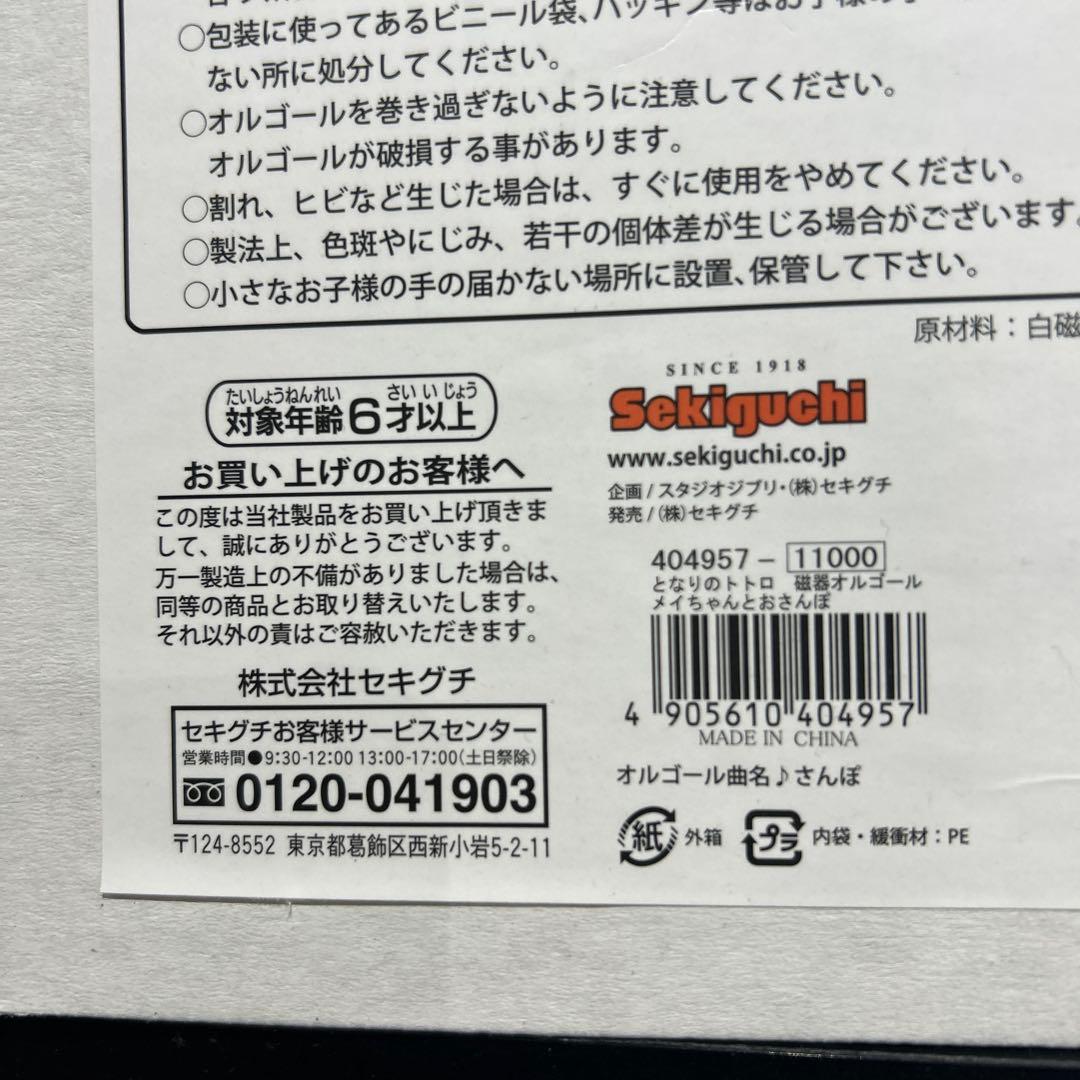 ○包装に使ってあるビニール袋、パッキン等はお子様の手の
ない所に処分してください。
○オルゴールを巻き過ぎないように注意してください。
オルゴールが破損する事があります。
○割れ、ヒビなど生じた場合は、すぐに使用をやめてください。
○製法上、色斑やにじみ、若干の個体差が生じる場合がございます。
○小さなお子様の手の届かない場所に設置、保管して下さい。
原材料：白磁
たいしょうねんれい さいいじょう
対象年齢6才以上
お買い上げのお客様へ
この度は当社製品をお買い上げ頂きま
して、誠にありがとうございます。
万一製造上の不備がありました場合は、
同等の商品とお取り替えいたします。
それ以外の責はご容赦いただきます。
株式会社セキグチ
セキグチお客様サービスセンター
営業時間●9:30-12:00 13:00-17:00(土日祭除)
0120-041903
〒124-8552 東京都葛飾区西新小岩5-2-11
SINCE 1918
Sekiguchi
www.sekiguchi.co.jp
企画/スタジオジブリ・(株)セキグチ
発売/(株)セキグチ
404957-11000
となりのトトロ 磁器オルゴール
メイちゃんとおさんぽ
4 905610 404957
MADE IN CHINA
オルゴール曲名♪さんぽ
紙 外箱 プラ 内袋・緩衝材：PE